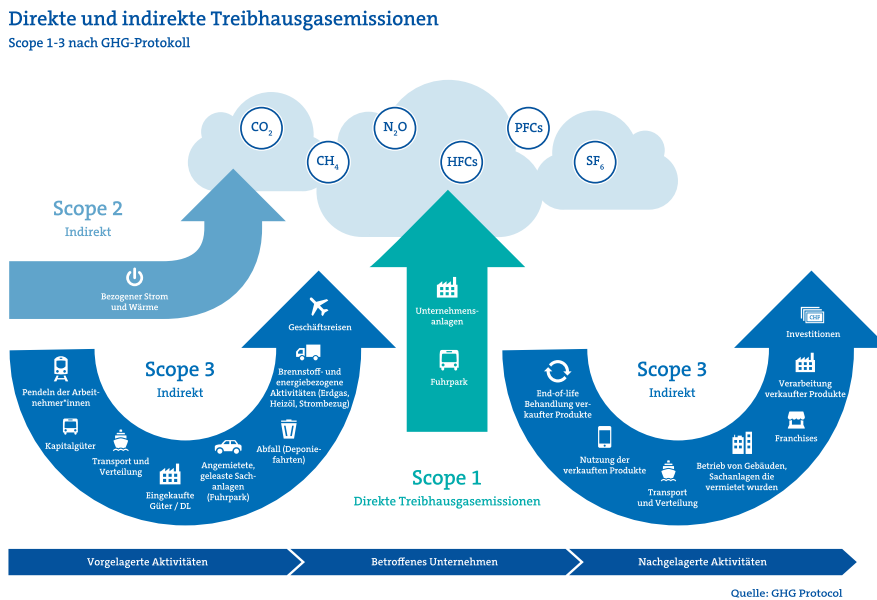 Direkte und indirekte Treibhausgasemissionen
Scope 1-3 nach GHG-Protokoll
CO₂
CH₄
N₂O
HFCs
PFCs
SF₆
Scope 2
Indirekt
Bezogener Strom
und Wärme
Scope 3
Indirekt
Pendeln der Arbeit-
nehmer*innen
Kapitalgüter
Transport und
Verteilung
Eingekaufte
Güter / DL
Angemietete,
geleaste Sach-
anlagen
(Fuhrpark)
Abfall (Deponie-
fahrten)
Brennstoff- und
energiebezogene
Aktivitäten (Erdgas,
Heizöl, Strombezug)
Geschäftsreisen
Unternehmens-
anlagen
Fuhrpark
Scope 1
Direkte Treibhausgasemissionen
Scope 3
Indirekt
End-of-life
Behandlung ver-
kaufter Produkte
Nutzung der
verkauften Produkte
Transport
und Verteilung
Betrieb von Gebäuden,
Sachanlagen die
vermietet wurden
Franchises
Verarbeitung
verkaufter Produkte
CHF
Investitionen
Vorgelagerte Aktivitäten
Betroffenes Unternehmen
Nachgelagerte Aktivitäten
Quelle: GHG Protocol